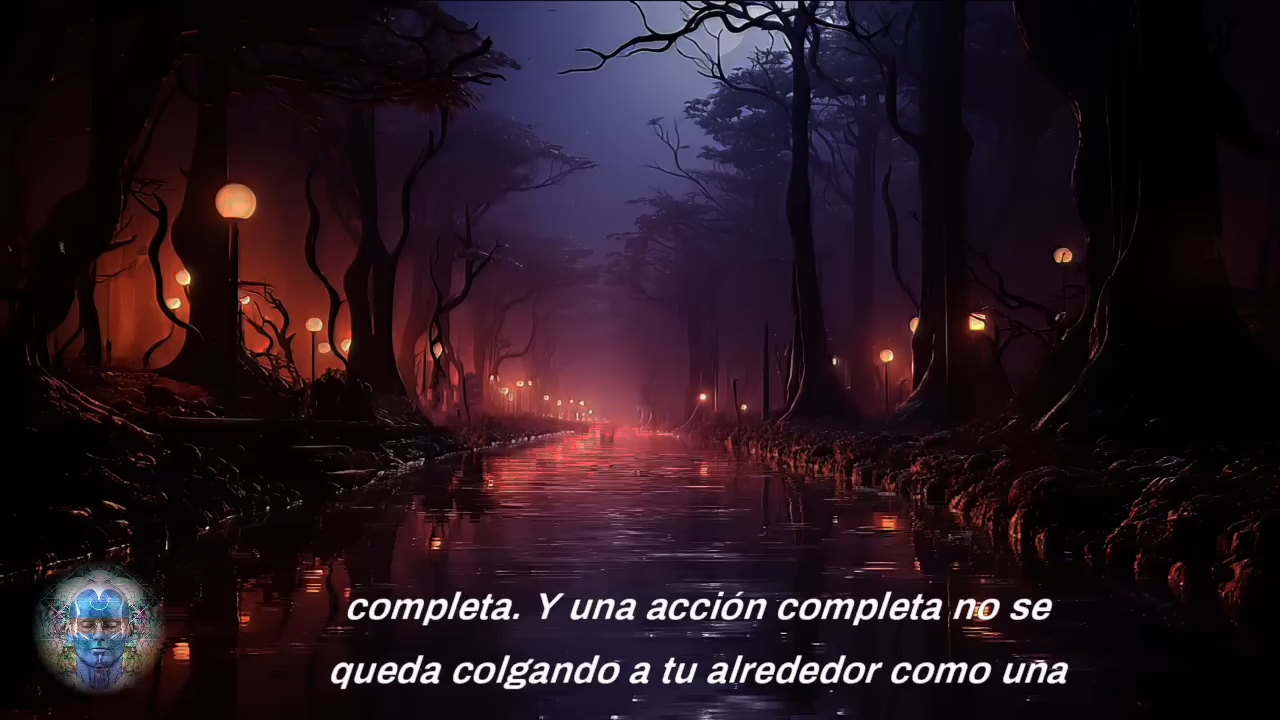 completa. Y una acción completa no se
queda colgando a tu alrededor como una